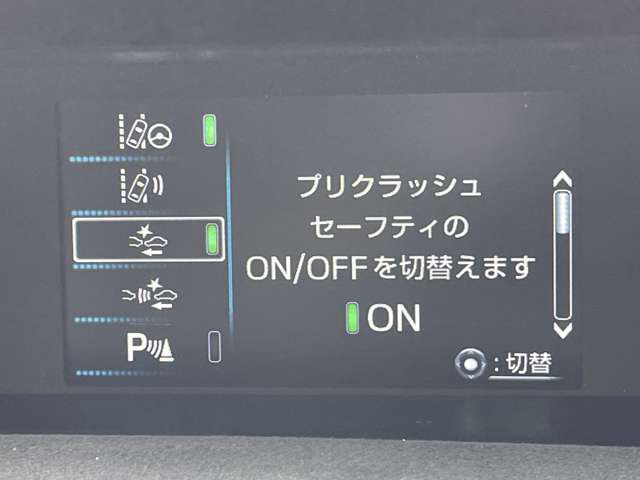 プリクラッシュ
セーフティの
ON/OFFを切替えます
ON
P
:切替